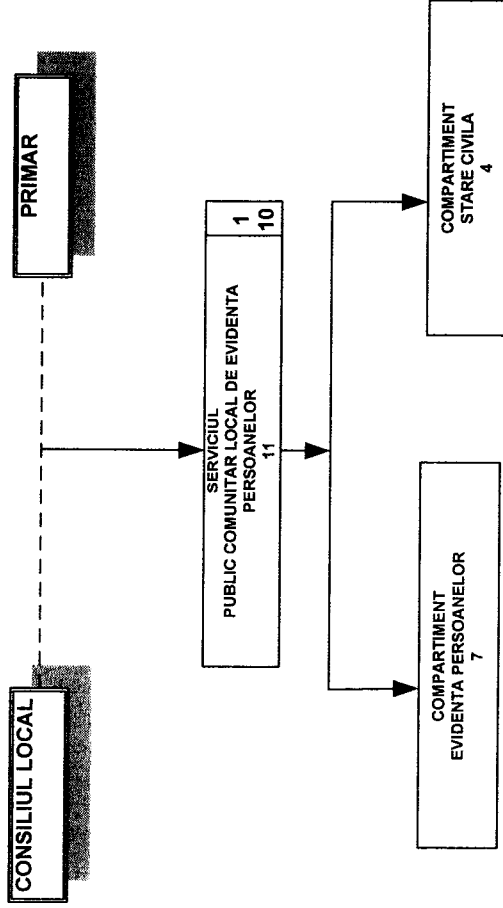 CONSILIUL LOCAL
PRIMAR
SERVICIUL
PUBLIC COMUNITAR LOCAL DE EVIDENTA
PERSOANELOR
11
1
10
COMPARTIMENT
EVIDENTA PERSOANELOR
7
COMPARTIMENT
STARE CIVILA
4